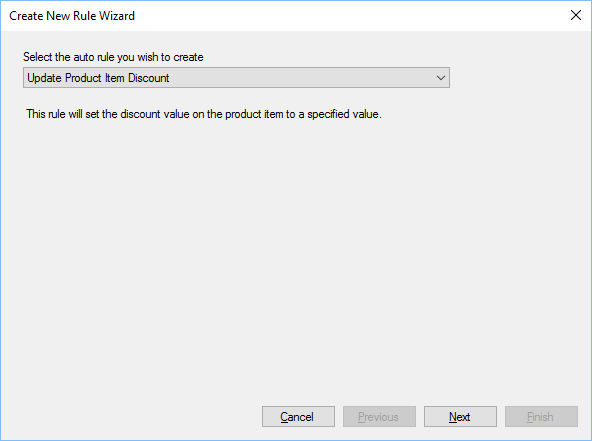 Create New Rule Wizard
Select the auto rule you wish to create
Update Product Item Discount
This rule will set the discount value on the product item to a specified value.
Cancel Previous Next Finish